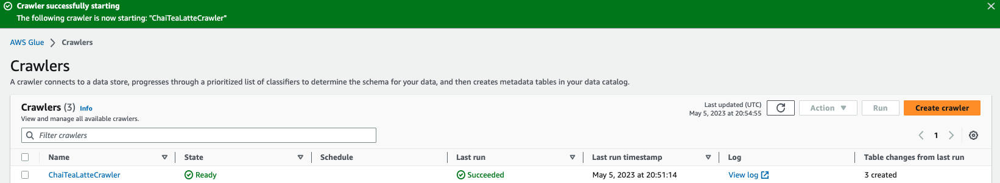 Crawler successfully starting
The following crawler is now starting: "ChaiTeaLatteCrawler"
AWS Glue Crawlers
Crawlers
A crawler connects to a data store, progresses through a prioritized list of classifiers to determine the schema for your data, and then creates metadata tables in your data catalog.
Crawlers (3) Info
View and manage all available crawlers.
Last updated (UTC)
May 5, 2023 at 20:54:55
Action Run Create crawler
Filter crawlers
1
Name State Schedule Last run Last run timestamp Log Table changes from last run
ChaiTeaLatteCrawler Ready Succeeded May 5, 2023 at 20:51:14 View log 3 created